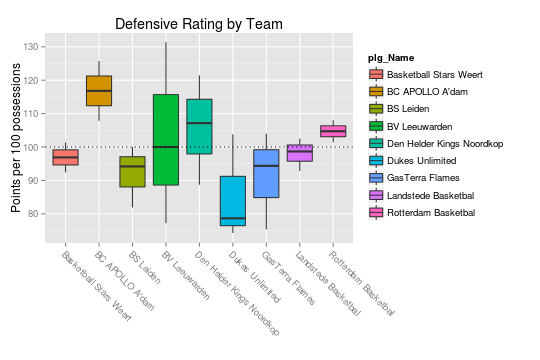 Defensive Rating by Team
Points per 100 possessions
130
120
110
100
90
80
Basketball Stars Weert
BC APOLLO A'dam
BS Leiden
BV Leeuwarden
Den Helder Kings Noordkop
Dukes Unlimited
GasTerra Flames
Landstede Basketbal
Rotterdam Basketbal
plg_Name
Basketball Stars Weert
BC APOLLO A'dam
BS Leiden
BV Leeuwarden
Den Helder Kings Noordkop
Dukes Unlimited
GasTerra Flames
Landstede Basketbal
Rotterdam Basketbal